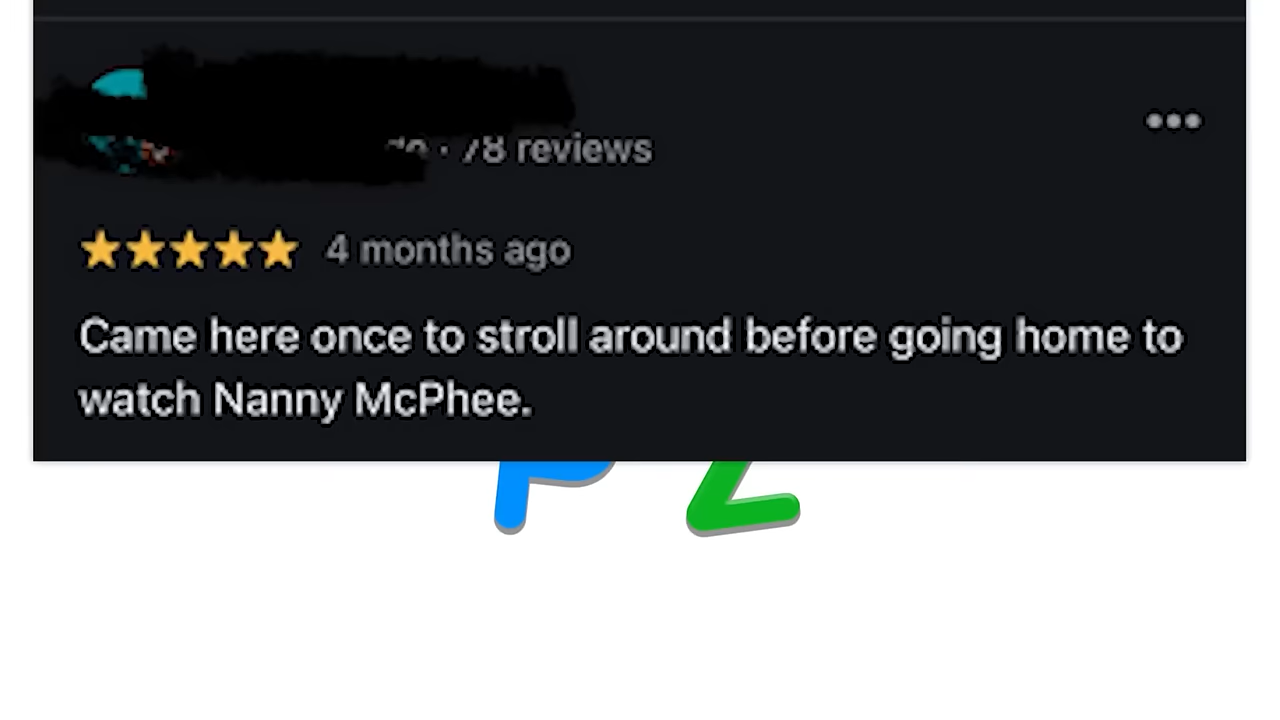 · 78 reviews
4 months ago
Came here once to stroll around before going home to
watch Nanny McPhee.